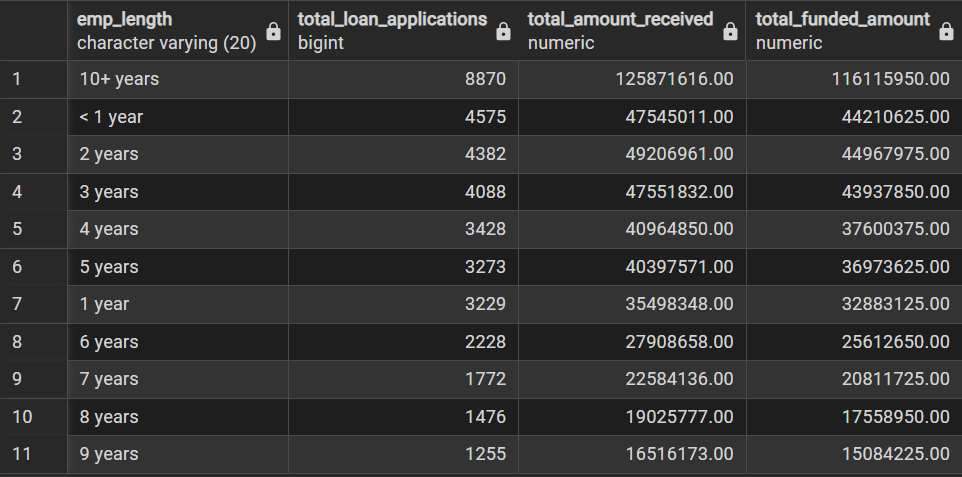 emp_length total_loan_applications total_amount_received total_funded_amount
character varying (20) bigint numeric numeric
1 10+ years 8870 125871616.00 116115950.00
2 < 1 year 4575 47545011.00 44210625.00
3 2 years 4382 49206961.00 44967975.00
4 3 years 4088 47551832.00 43937850.00
5 4 years 3428 40964850.00 37600375.00
6 5 years 3273 40397571.00 36973625.00
7 1 year 3229 35498348.00 32883125.00
8 6 years 2228 27908658.00 25612650.00
9 7 years 1772 22584136.00 20811725.00
10 8 years 1476 19025777.00 17558950.00
11 9 years 1255 16516173.00 15084225.00